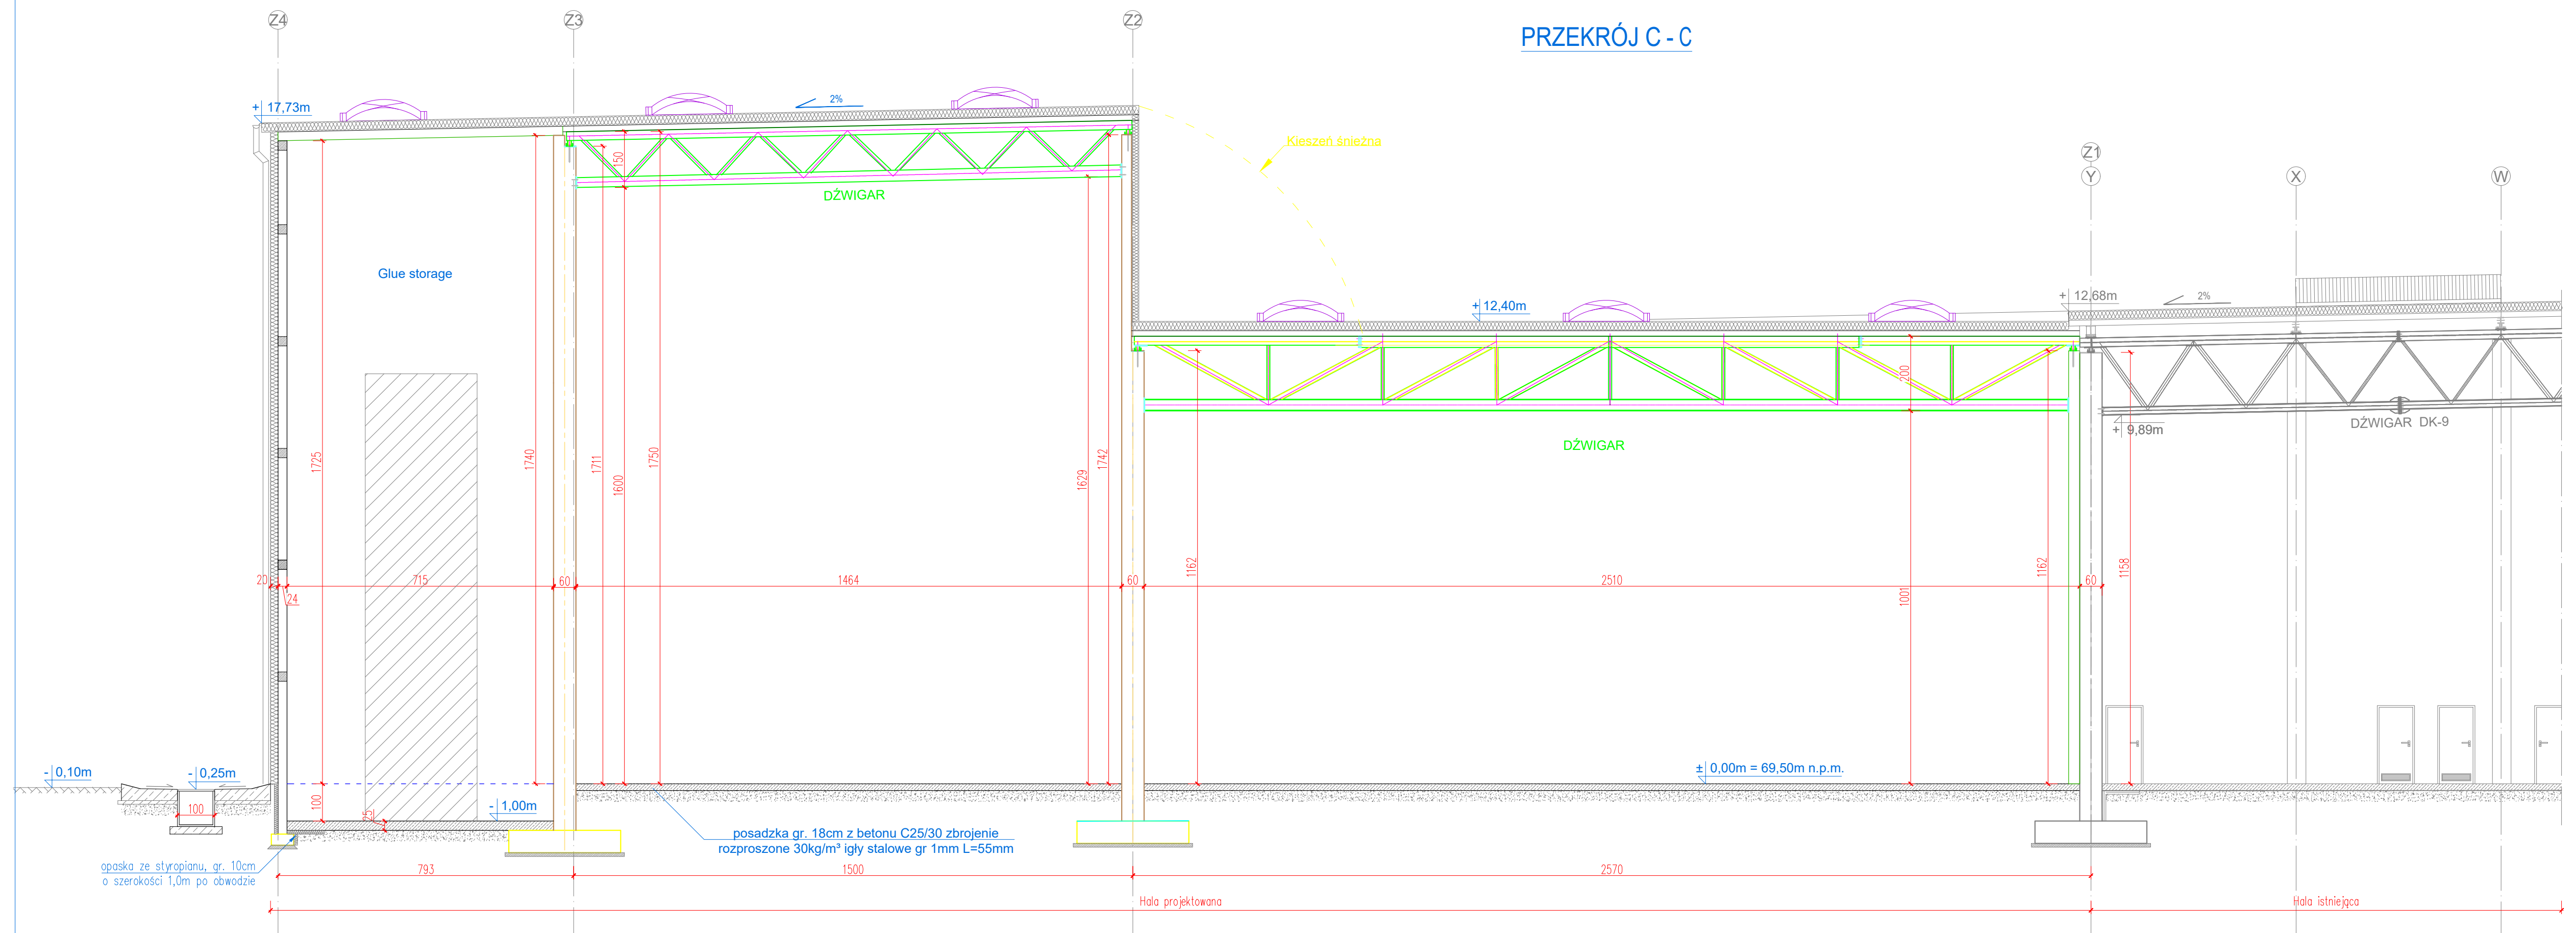 Z4
Z3
Z2
PRZEKRÓJ C - C
+ 17,73m
2%
Kieszeń śnieżna
150
DŹWIGAR
Z1
Y
X
W
Glue storage
+ 12,40m
+ 12,68m
2%
200
+ 9,89m
DŹWIGAR DK-9
DŹWIGAR
1725
1740
1711
1600
1750
1629
1742
1162
1001
1162
1158
20
24
715
60
1464
60
2510
60
- 0,10m
- 0,25m
± 0,00m = 69,50m n.p.m.
100
100
25
- 1,00m
posadzka gr. 18cm z betonu C25/30 zbrojenie
rozproszone 30kg/m³ igły stalowe gr 1mm L=55mm
opaska ze styropianu, gr. 10cm
o szerokości 1,0m po obwodzie
793
1500
2570
Hala projektowana
Hala istniejąca